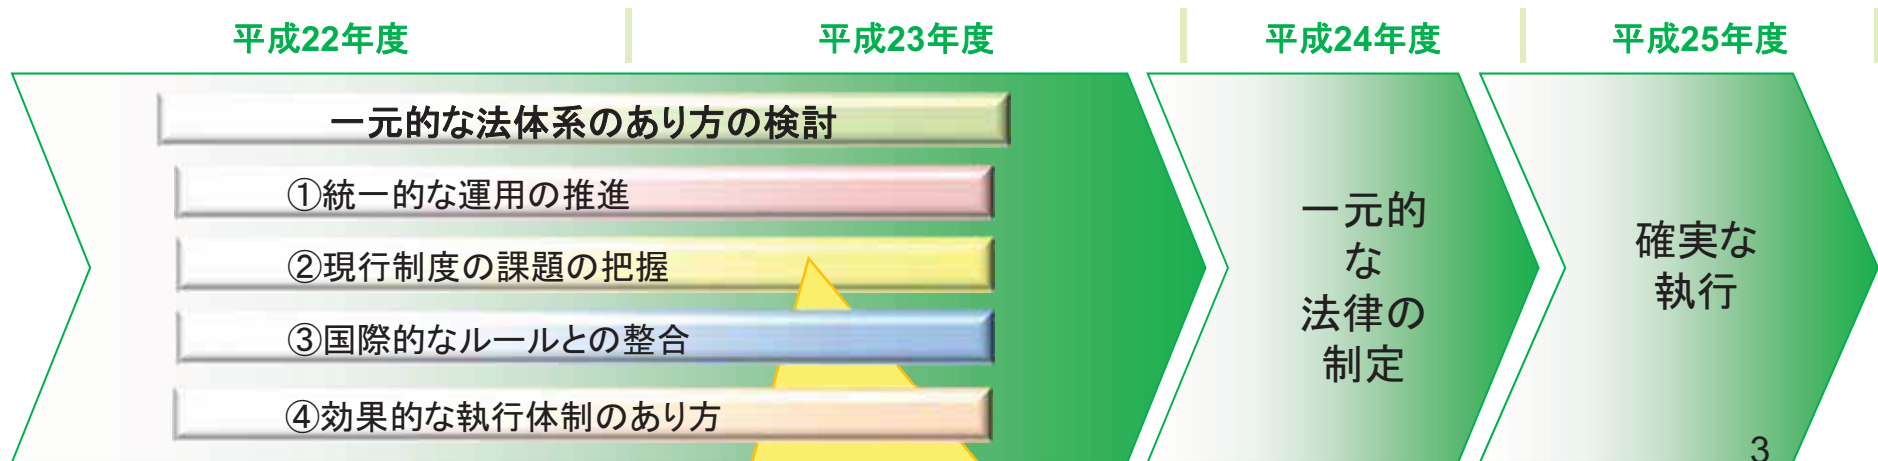 平成22年度
平成23年度
平成24年度
平成25年度
一元的な法体系のあり方の検討
①統一的な運用の推進
②現行制度の課題の把握
③国際的なルールとの整合
④効果的な執行体制のあり方
一元的
な
法律の
制定
確実な
執行
3